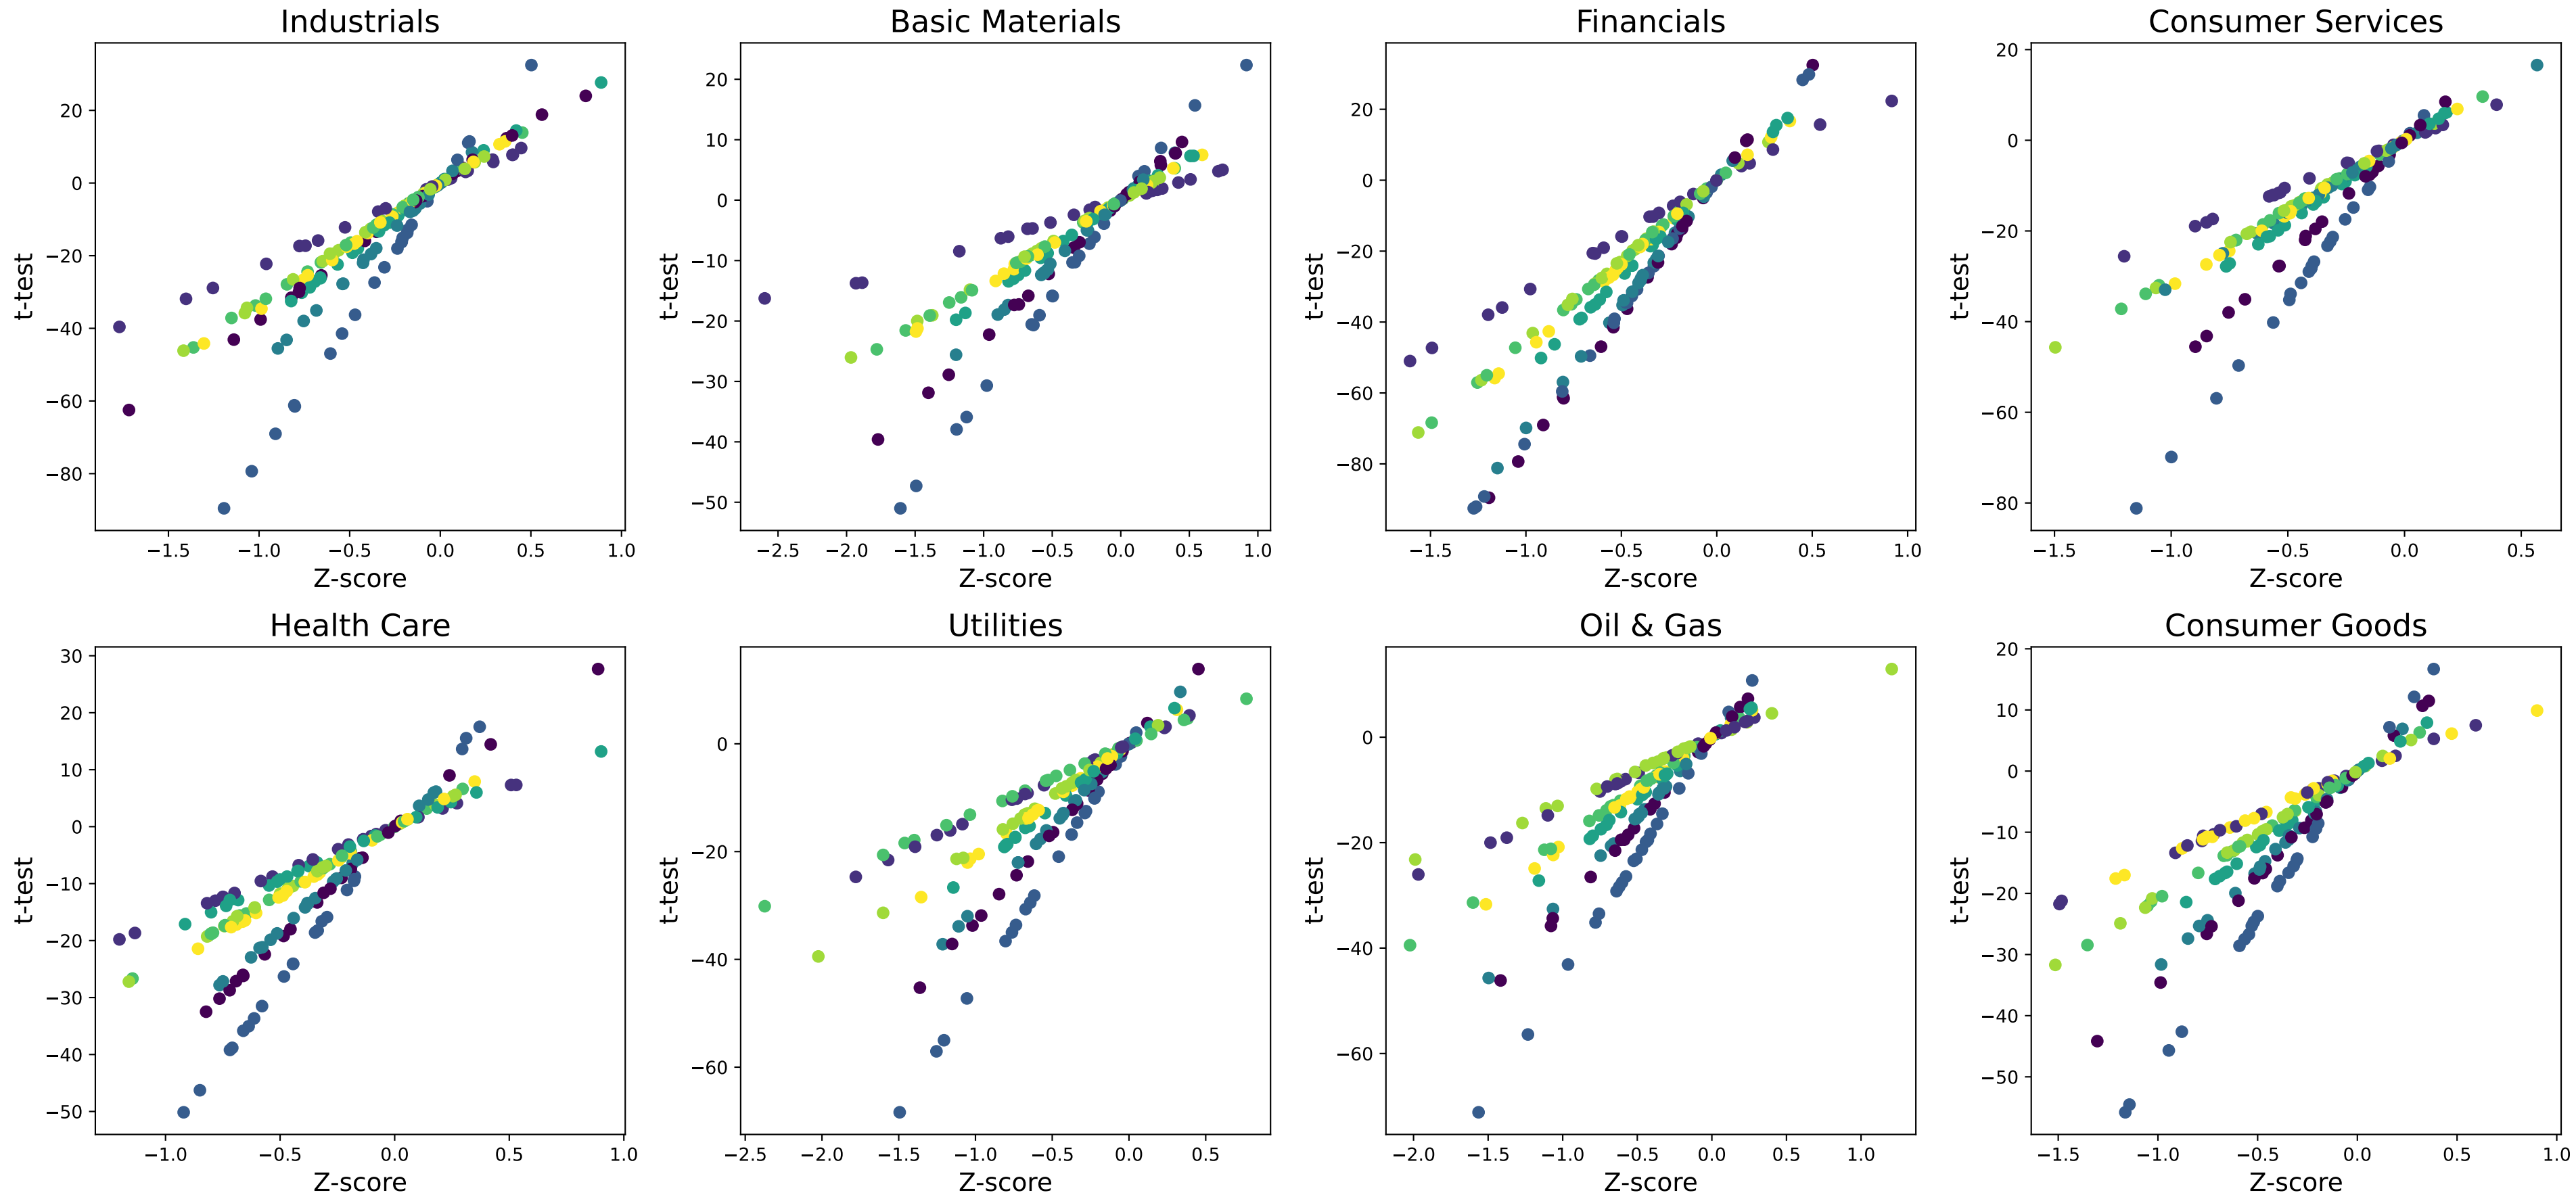 Industrials
20
0
−20
−40
−60
−80
t-test
−1.5 −1.0 −0.5 0.0 0.5 1.0
Z-score
Basic Materials
20
10
0
−10
−20
−30
−40
−50
t-test
−2.5 −2.0 −1.5 −1.0 −0.5 0.0 0.5 1.0
Z-score
Financials
20
0
−20
−40
−60
−80
t-test
−1.5 −1.0 −0.5 0.0 0.5 1.0
Z-score
Consumer Services
20
0
−20
−40
−60
−80
t-test
−1.5 −1.0 −0.5 0.0 0.5
Z-score
Health Care
30
20
10
0
−10
−20
−30
−40
−50
t-test
−1.0 −0.5 0.0 0.5 1.0
Z-score
Utilities
0
−20
−40
−60
t-test
−2.5 −2.0 −1.5 −1.0 −0.5 0.0 0.5
Z-score
Oil & Gas
0
−20
−40
−60
t-test
−2.0 −1.5 −1.0 −0.5 0.0 0.5 1.0
Z-score
Consumer Goods
20
10
0
−10
−20
−30
−40
−50
t-test
−1.5 −1.0 −0.5 0.0 0.5 1.0
Z-score